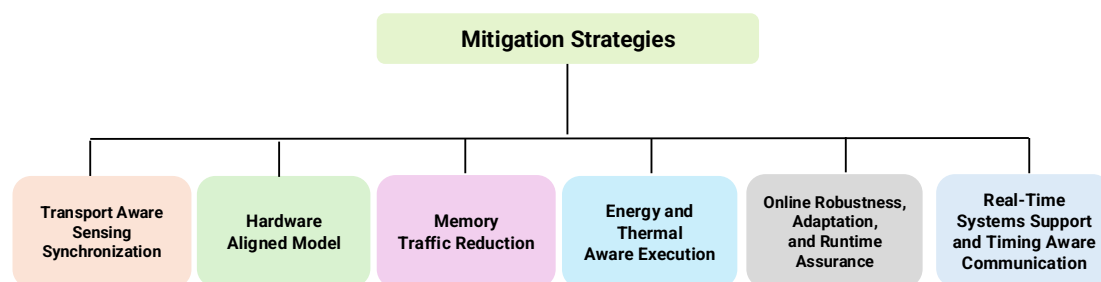 Mitigation Strategies
Transport Aware
Sensing
Synchronization
Hardware
Aligned Model
Memory
Traffic Reduction
Energy and
Thermal
Aware Execution
Online Robustness,
Adaptation,
and Runtime
Assurance
Real-Time
Systems Support
and Timing Aware
Communication